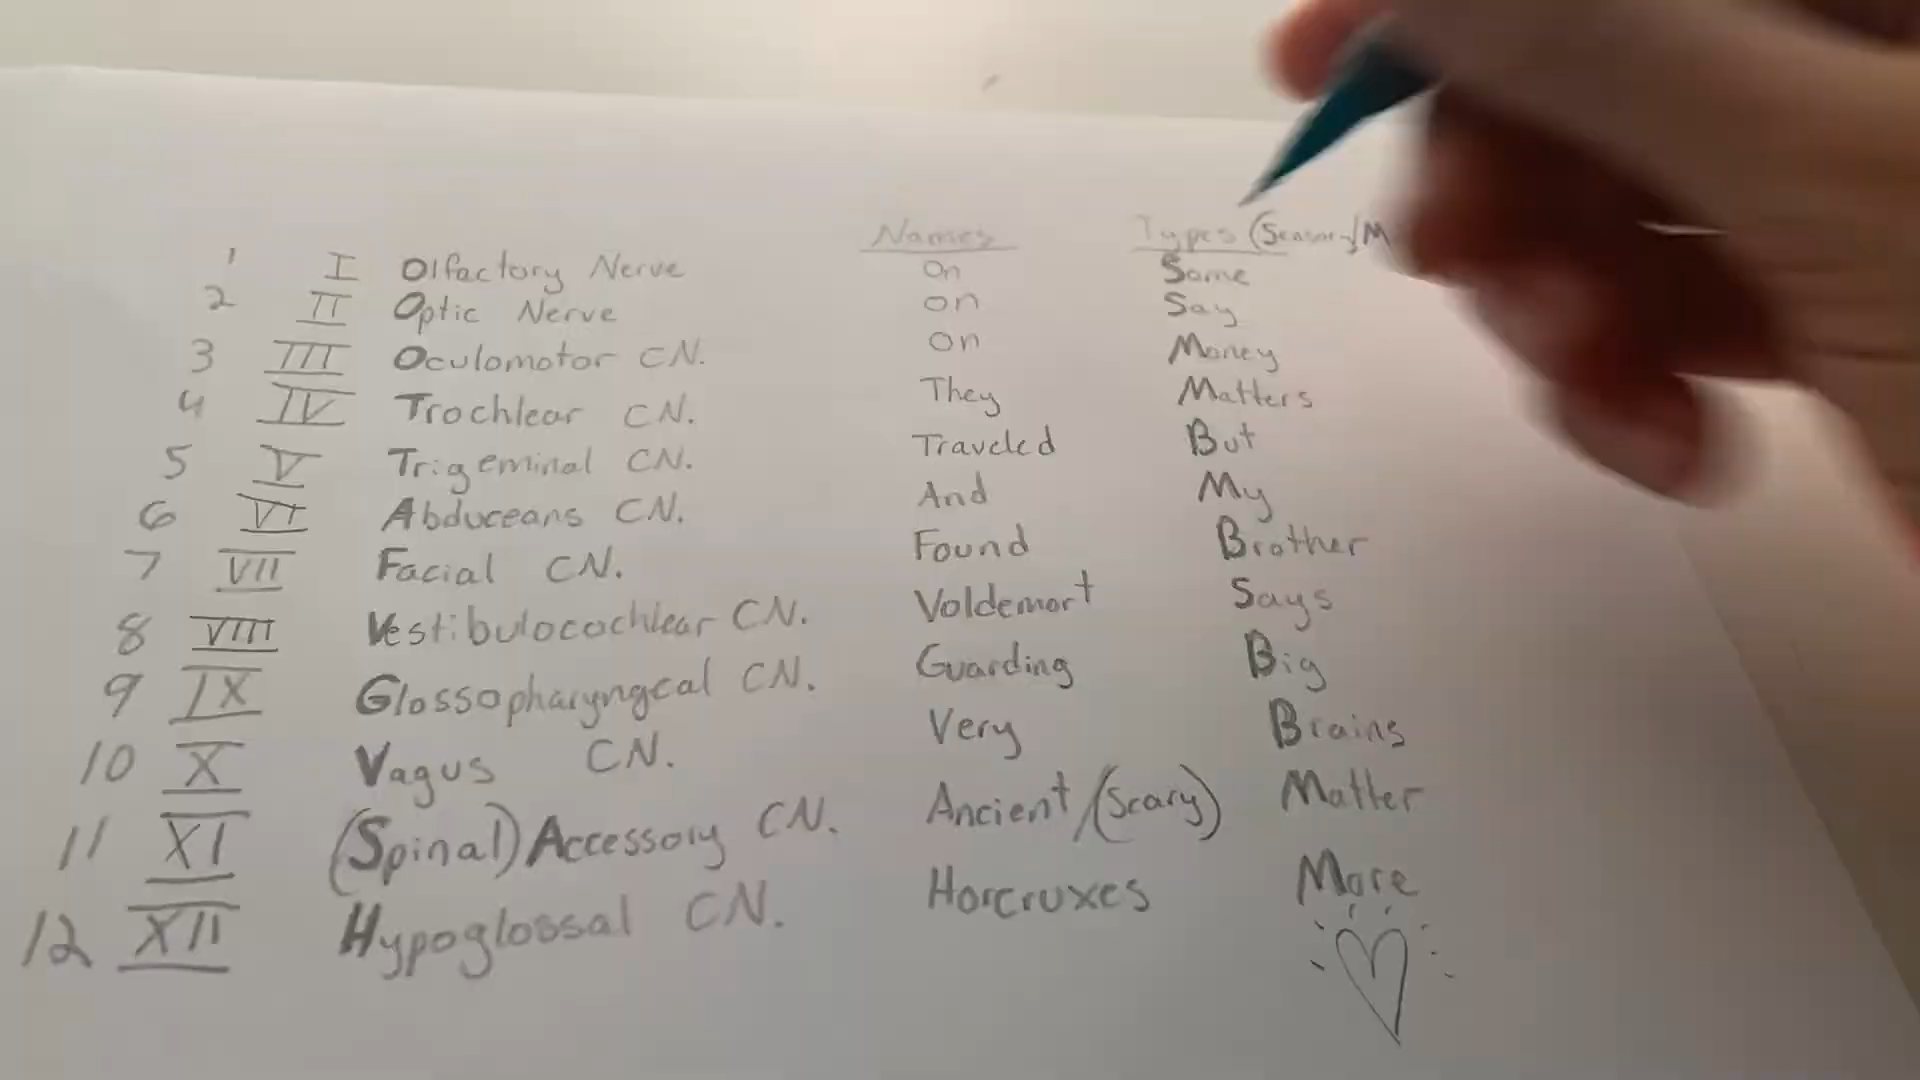 Names Types (Sensory/M
1 I Olfactory Nerve On Some
2 II Optic Nerve On Say
3 III Oculomotor CN. On Money
4 IV Trochlear CN. They Matters
5 V Trigeminal CN. Traveled But
6 VI Abduceans CN. And My
7 VII Facial CN. Found Brother
8 VIII Vestibulocochlear CN. Voldemort Says
9 IX Glossopharyngeal CN. Guarding Big
10 X Vagus CN. Very Brains
11 XI (Spinal) Accessory CN. Ancient/(Scary) Matter
12 XII Hypoglossal CN. Horcruxes More